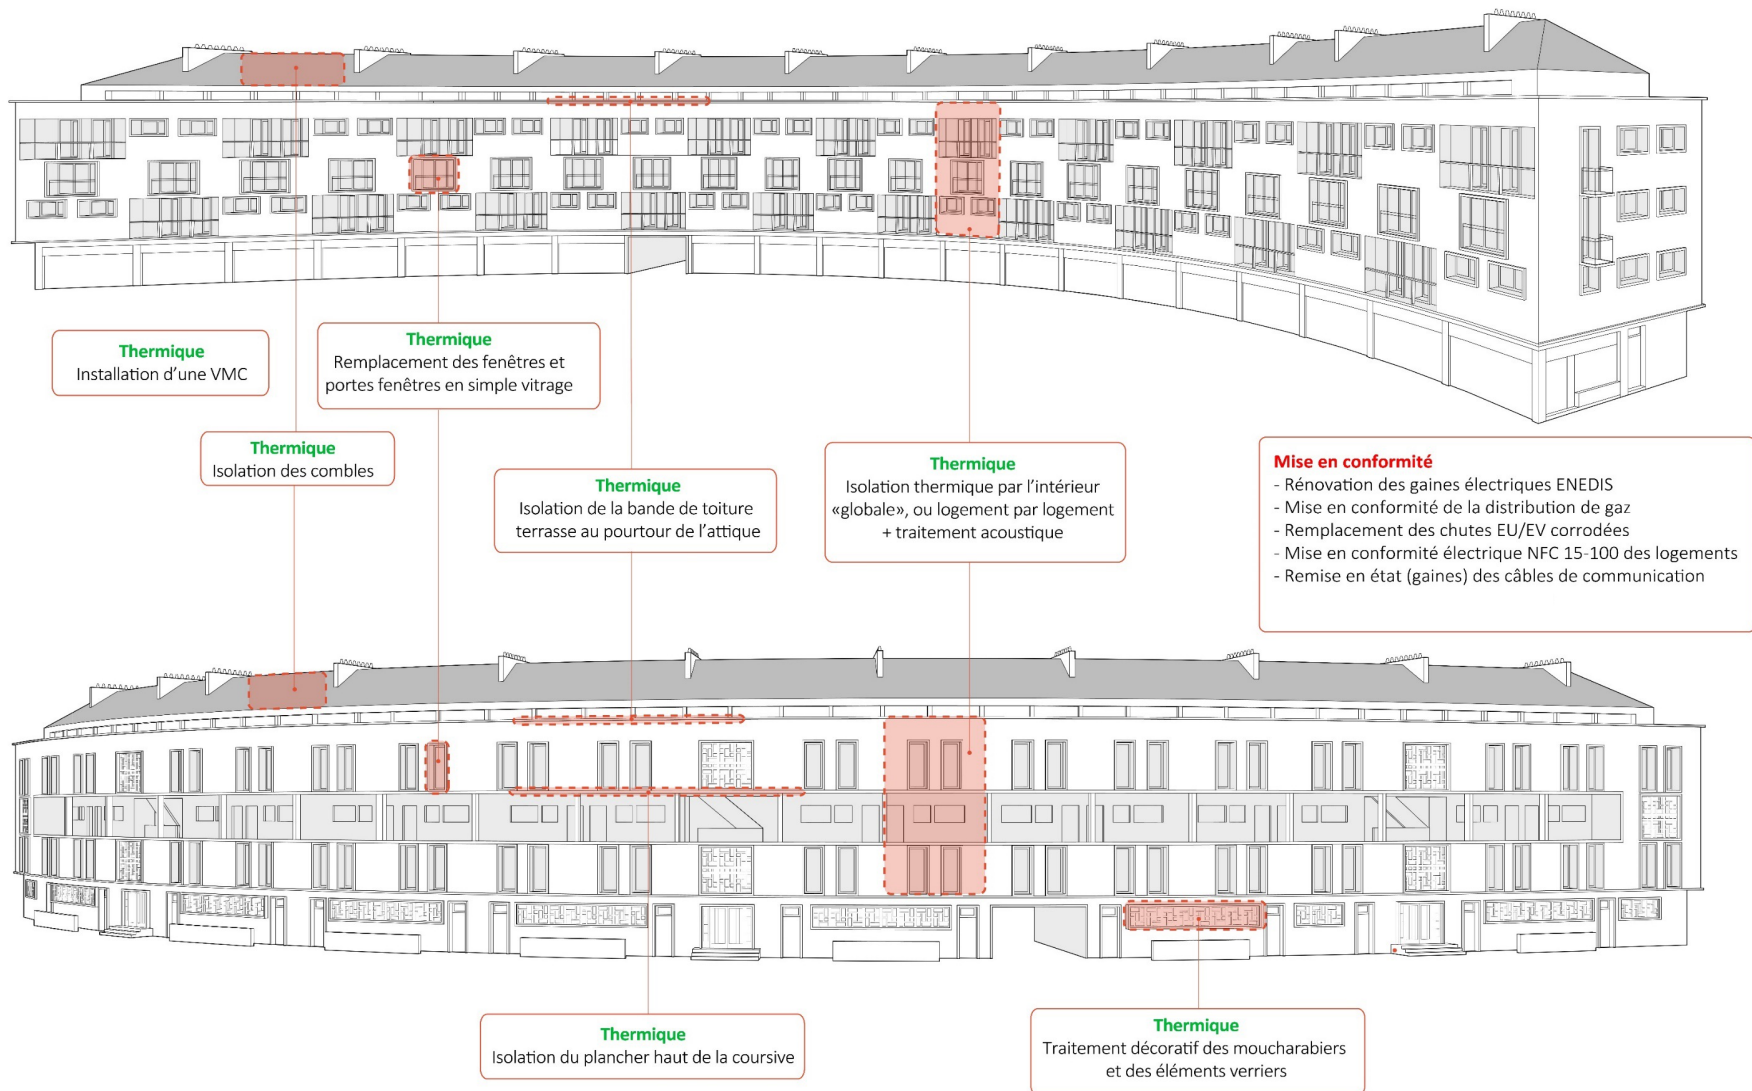 Thermique
Installation d’une VMC
Thermique
Remplacement des fenêtres et
portes fenêtres en simple vitrage
Thermique
Isolation des combles
Thermique
Isolation de la bande de toiture
terrasse au pourtour de l’attique
Thermique
Isolation thermique par l’intérieur
«globale», ou logement par logement
+ traitement acoustique
Mise en conformité
- Rénovation des gaines électriques ENEDIS
- Mise en conformité de la distribution de gaz
- Remplacement des chutes EU/EV corrodées
- Mise en conformité électrique NFC 15-100 des logements
- Remise en état (gaines) des câbles de communication
Thermique
Isolation du plancher haut de la coursive
Thermique
Traitement décoratif des moucharabiers
et des éléments verriers